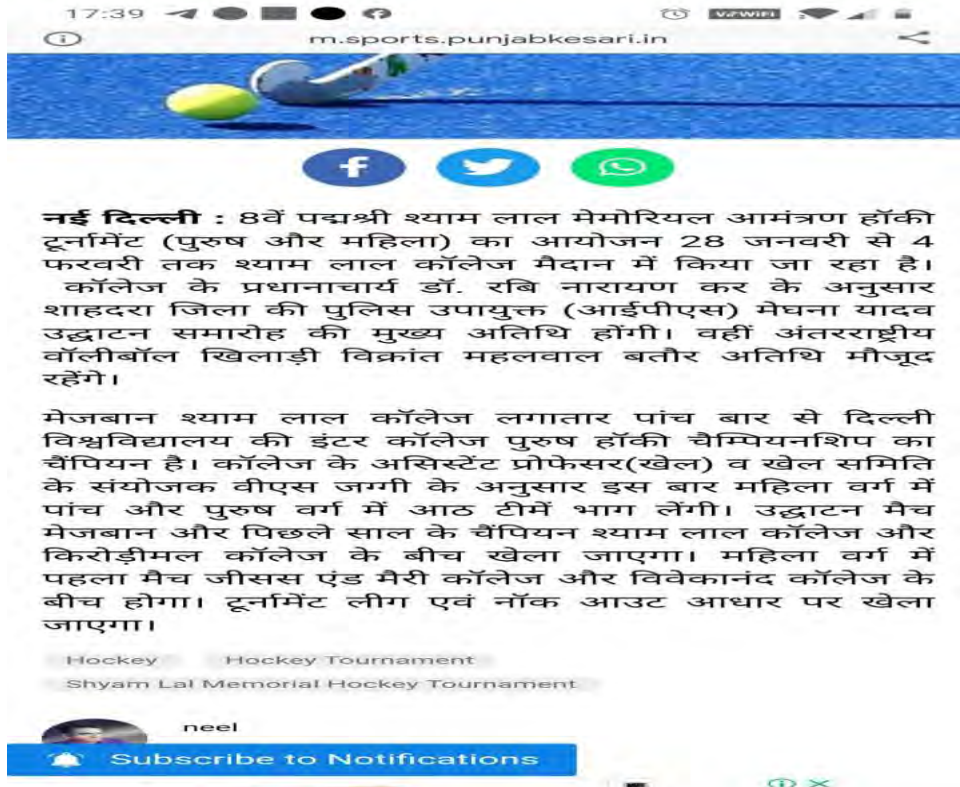 17:39
m.sports.punjabkesari.in
नई दिल्ली : 8वें पद्मश्री श्याम लाल मेमोरियल आमंत्रण हॉकी
टूर्नामेंट (पुरुष और महिला) का आयोजन 28 जनवरी से 4
फरवरी तक श्याम लाल कॉलेज मैदान में किया जा रहा है।
कॉलेज के प्रधानाचार्य डॉ. रबि नारायण कर के अनुसार
शाहदरा जिला की पुलिस उपायुक्त (आईपीएस) मेघना यादव
उद्घाटन समारोह की मुख्य अतिथि होंगी। वहीं अंतरराष्ट्रीय
वॉलीबॉल खिलाड़ी विक्रांत महलवाल बतौर अतिथि मौजूद
रहेंगे।
मेजबान श्याम लाल कॉलेज लगातार पांच बार से दिल्ली
विश्वविद्यालय की इंटर कॉलेज पुरुष हॉकी चैम्पियनशिप का
चैंपियन है। कॉलेज के असिस्टेंट प्रोफेसर(खेल) व खेल समिति
के संयोजक वीएस जग्गी के अनुसार इस बार महिला वर्ग में
पांच और पुरुष वर्ग में आठ टीमें भाग लेंगी। उद्घाटन मैच
मेजबान और पिछले साल के चैंपियन श्याम लाल कॉलेज और
किरोड़ीमल कॉलेज के बीच खेला जाएगा। महिला वर्ग में
पहला मैच जीसस एंड मैरी कॉलेज और विवेकानंद कॉलेज के
बीच होगा। टूर्नामेंट लीग एवं नॉक आउट आधार पर खेला
जाएगा।
Hockey Hockey Tournament
Shyam Lal Memorial Hockey Tournament
neel
Subscribe to Notifications